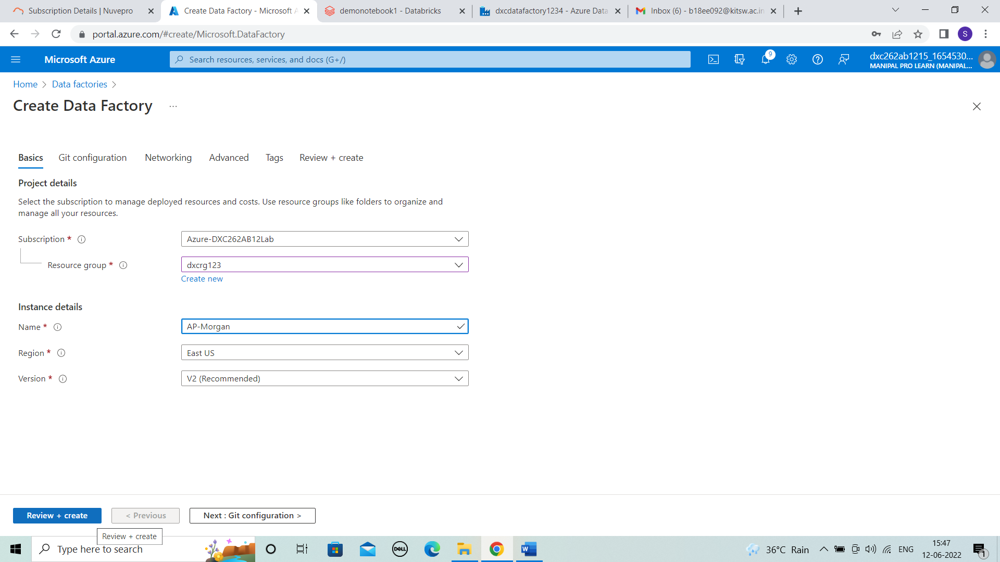 Subscription Details | Nuvepro
Create Data Factory - Microsoft A
demonotebook1 - Databricks
dxcdatafactory1234 - Azure Data
Inbox (6) - b18ee092@kitsw.ac.in
portal.azure.com/#create/Microsoft.DataFactory
S
Microsoft Azure
Search resources, services, and docs (G+/)
9
dxc262ab1215_1654530...
MANIPAL PRO LEARN (MANIPAL...
Home > Data factories >
Create Data Factory ...
Basics
Git configuration
Networking
Advanced
Tags
Review + create
Project details
Select the subscription to manage deployed resources and costs. Use resource groups like folders to organize and
manage all your resources.
Subscription *
Azure-DXC262AB12Lab
Resource group *
dxcrg123
Create new
Instance details
Name *
AP-Morgan
Region *
East US
Version *
V2 (Recommended)
Review + create
< Previous
Next : Git configuration >
Review + create
Type here to search
DELL
W
36°C Rain
ENG
15:47
12-06-2022
1